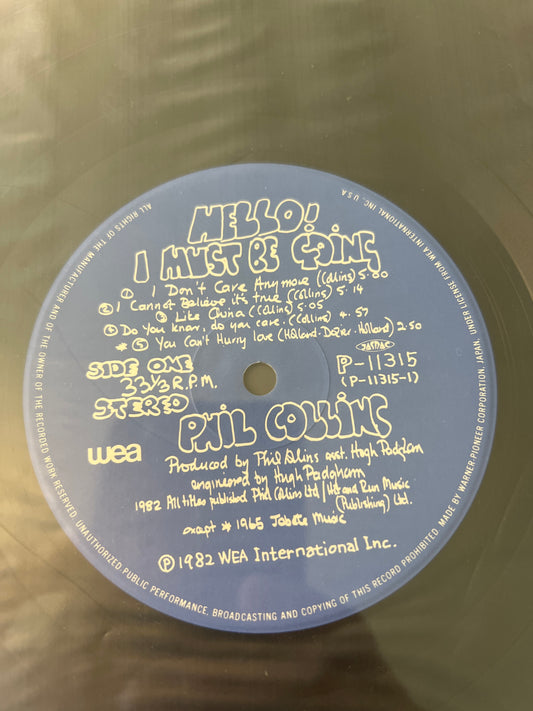 HELLO!
I MUST BE GOING
① I Don't Care Anymore (Collins) 5.00
② I Cannot Believe it's true (Collins) 5.14
③ Like China (Collins) 5.05
④ Do You know, do you care. (Collins) 4.57
* ⑤ You Can't Hurry love (Holland-Dozier-Holland) 2.50
SIDE ONE
33⅓ R.P.M.
STEREO
JASRAC
P-11315
(P-11315-1)
PHIL COLLINS
wea
Produced by Phil Collins asst. Hugh Padgham
engineered by Hugh Padgham
1982 All titles published Phil Collins Ltd | Hit and Run Music
(Publishing) Ltd.
except * 1965 Jobete Music
Ⓟ 1982 WEA International Inc.
ALL RIGHTS OF THE MANUFACTURER AND OF THE OWNER OF THE RECORDED WORK RESERVED. UNAUTHORIZED PUBLIC PERFORMANCE, BROADCASTING AND COPYING OF THIS RECORD PROHIBITED. MADE BY WARNER-PIONEER CORPORATION, JAPAN, UNDER LICENSE FROM WEA INTERNATIONAL INC. U.S.A.